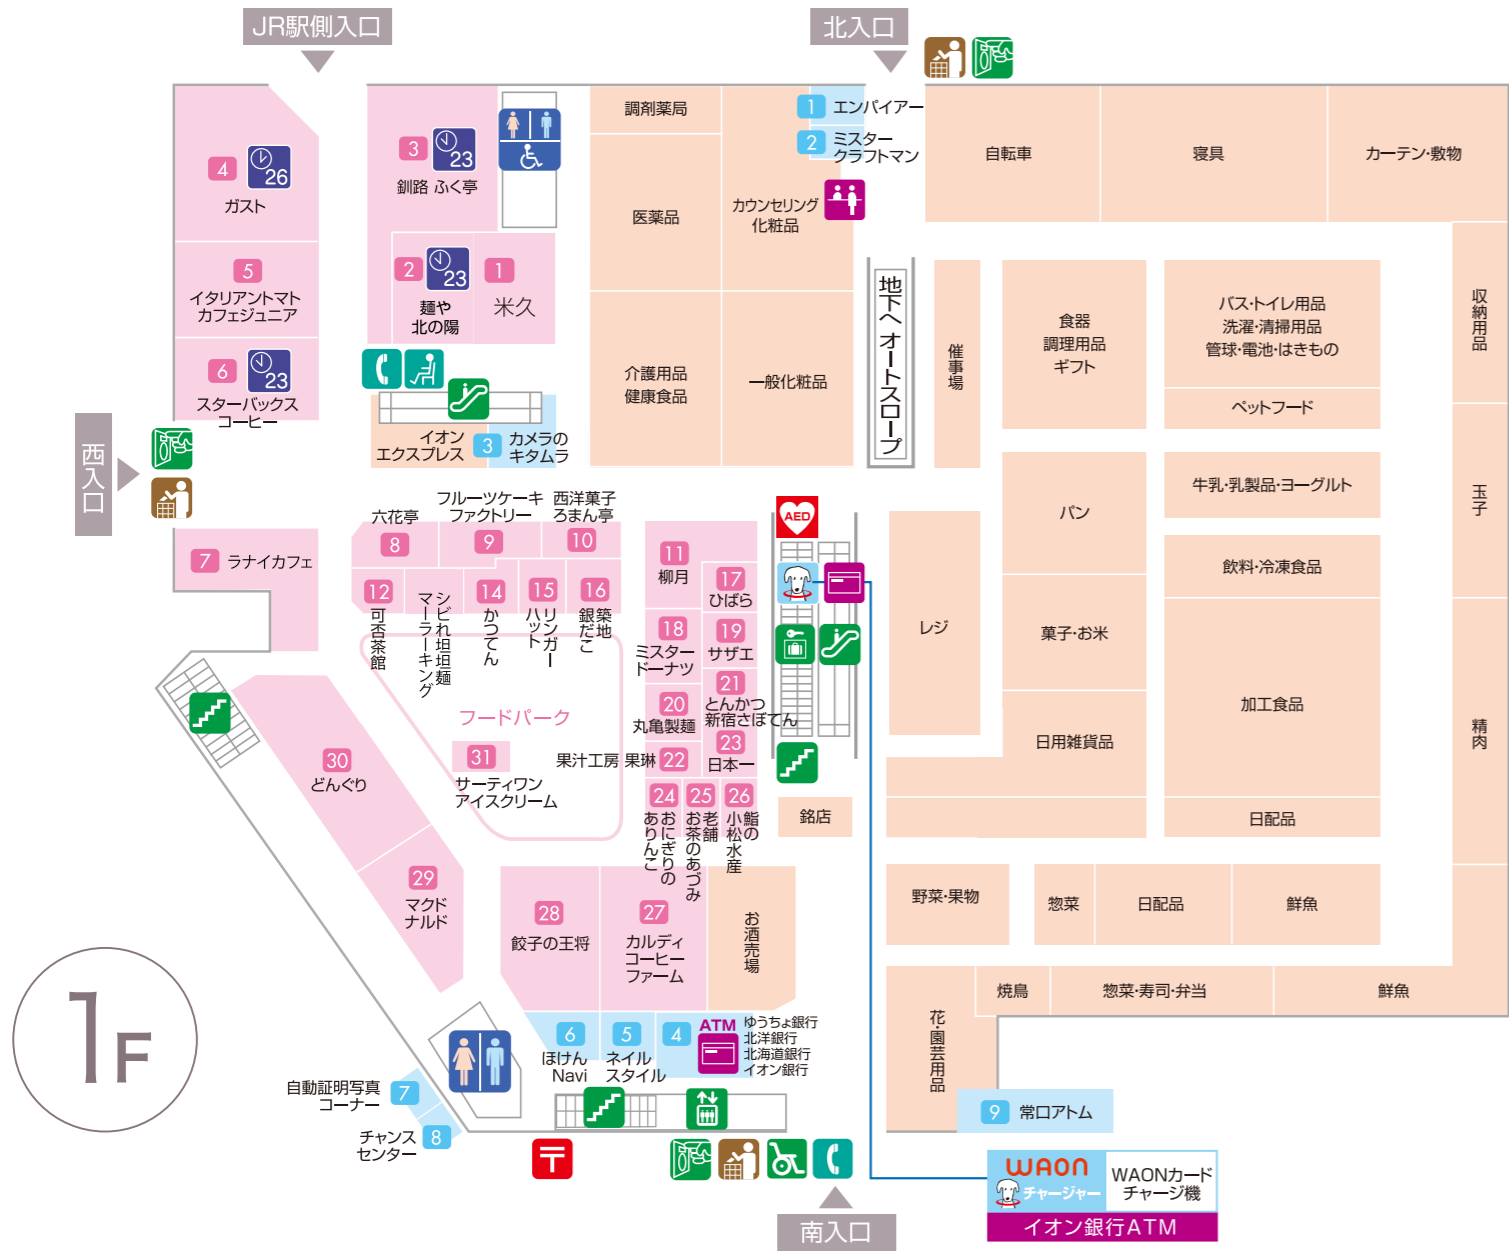 JR駅側入口
北入口
4
26
ガスト
3
23
釧路 ふく亭
調剤薬局
1
エンパイアー
2
ミスター
クラフトマン
自転車
寝具
カーテン・敷物
医薬品
カウンセリング
化粧品
5
イタリアントマト
カフェジュニア
2
23
麺や
北の陽
1
米久
6
23
スターバックス
コーヒー
介護用品
健康食品
一般化粧品
地下へ オートスロープ
催事場
食器
調理用品
ギフト
バス・トイレ用品
洗濯・清掃用品
管球・電池・はきもの
ペットフード
収納用品
西入口
イオン
エクスプレス
3
カメラの
キタムラ
7
ラナイカフェ
六花亭
8
フルーツケーキ
ファクトリー
9
西洋菓子
ろまん亭
10
11
柳月
12
可否茶館
シビれ坦坦麺
マーラーキング
14
かつてん
15
リンガー
ハット
16
築地
銀だこ
17
ひばら
18
ミスター
ドーナツ
19
サザエ
20
丸亀製麺
21
とんかつ
新宿さぼてん
果汁工房 果琳
22
23
日本一
24
おにぎりの
ありんこ
25
老舗
お茶のあづみ
26
鮨の
小松水産
フードパーク
31
サーティワン
アイスクリーム
30
どんぐり
29
マクド
ナルド
28
餃子の王将
27
カルディ
コーヒー
ファーム
お酒売場
AED
レジ
パン
牛乳・乳製品・ヨーグルト
玉子
飲料・冷凍食品
菓子・お米
加工食品
日用雑貨品
精肉
日配品
銘店
野菜・果物
惣菜
日配品
鮮魚
花・園芸用品
焼鳥
惣菜・寿司・弁当
鮮魚
1F
6
ほけん
Navi
5
ネイル
スタイル
4
ATM
ゆうちょ銀行
北洋銀行
北海道銀行
イオン銀行
自動証明写真
コーナー
7
チャンス
センター
8
9
常口アトム
〒
WAON
チャージャー
WAONカード
チャージ機
イオン銀行ATM
南入口